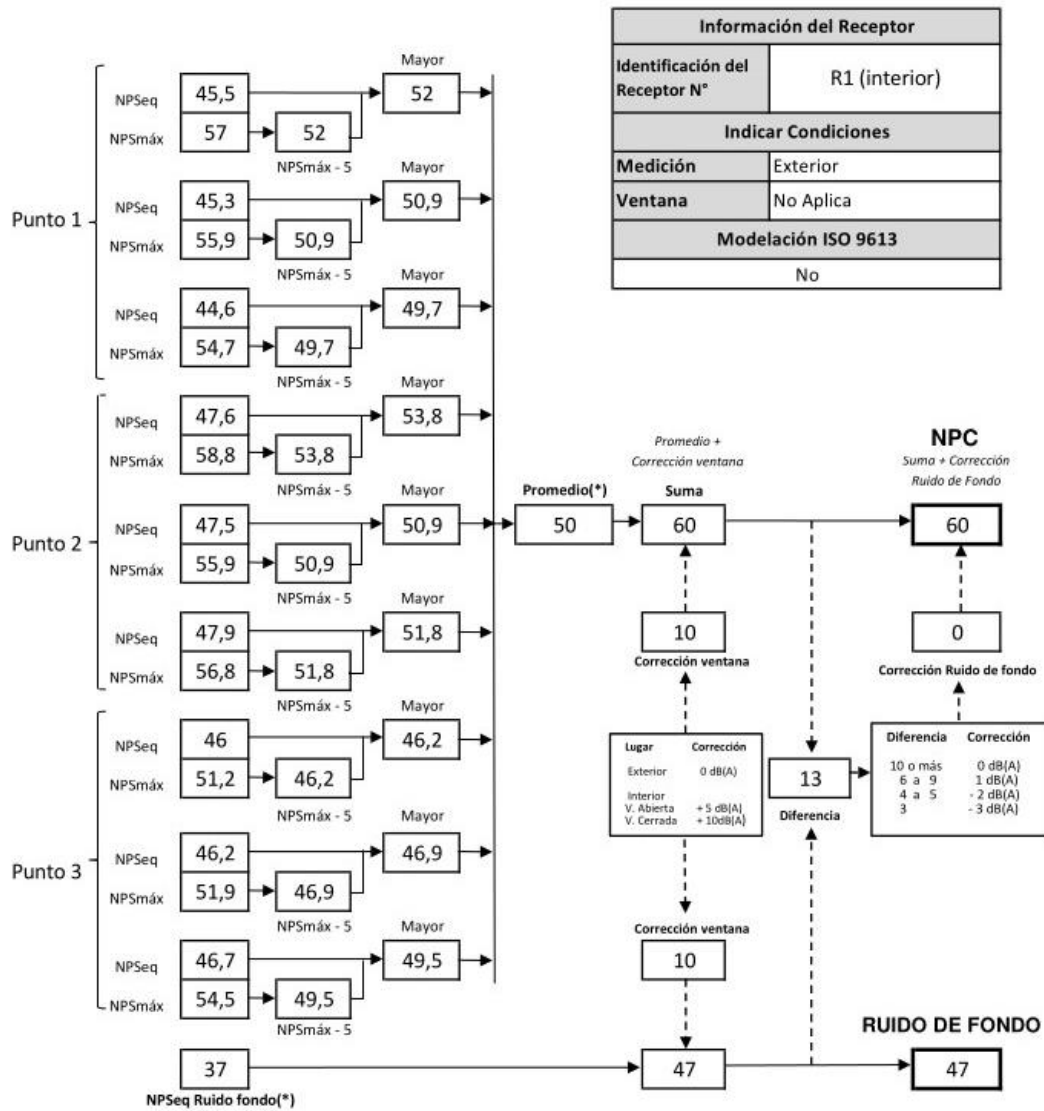 Información del Receptor
Identificación del Receptor N° R1 (interior)
Indicar Condiciones
Medición Exterior
Ventana No Aplica
Modelación ISO 9613
No
Punto 1
Mayor
NPSeq 45,5 52
NPSmáx 57 52
NPSmáx - 5
Mayor
NPSeq 45,3 50,9
NPSmáx 55,9 50,9
NPSmáx - 5
Mayor
NPSeq 44,6 49,7
NPSmáx 54,7 49,7
NPSmáx - 5
Punto 2
Mayor
NPSeq 47,6 53,8
NPSmáx 58,8 53,8
NPSmáx - 5
Mayor
NPSeq 47,5 50,9
NPSmáx 55,9 50,9
NPSmáx - 5
Mayor
NPSeq 47,9 51,8
NPSmáx 56,8 51,8
NPSmáx - 5
Punto 3
Mayor
NPSeq 46 46,2
NPSmáx 51,2 46,2
NPSmáx - 5
Mayor
NPSeq 46,2 46,9
NPSmáx 51,9 46,9
NPSmáx - 5
Mayor
NPSeq 46,7 49,5
NPSmáx 54,5 49,5
NPSmáx - 5
Promedio(*)
50
Promedio +
Corrección ventana
Suma
60
10
Corrección ventana
Lugar Corrección
Exterior 0 dB(A)
Interior
V. Abierta + 5 dB(A)
V. Cerrada + 10dB(A)
Corrección ventana
10
13
Diferencia
NPC
Suma + Corrección
Ruido de Fondo
60
0
Corrección Ruido de fondo
Diferencia Corrección
10 o más 0 dB(A)
6 a 9 1 dB(A)
4 a 5 - 2 dB(A)
3 - 3 dB(A)
RUIDO DE FONDO
37 47 47
NPSeq Ruido fondo(*)